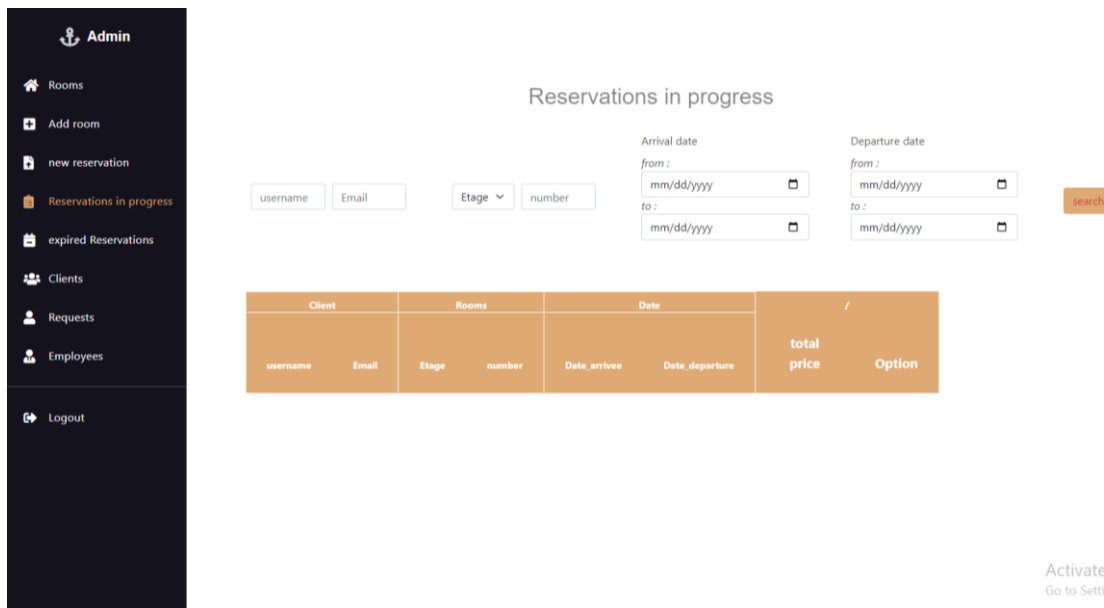 Admin
Rooms
Add room
new reservation
Reservations in progress
expired Reservations
Clients
Requests
Employees
Logout
Reservations in progress
Arrival date Departure date
from : from :
username Email Etage number mm/dd/yyyy mm/dd/yyyy search
to : to :
mm/dd/yyyy mm/dd/yyyy
Client Rooms Date /
username Email Etage number Date_arrivee Date_departure total price Option
Activate
Go to Setti